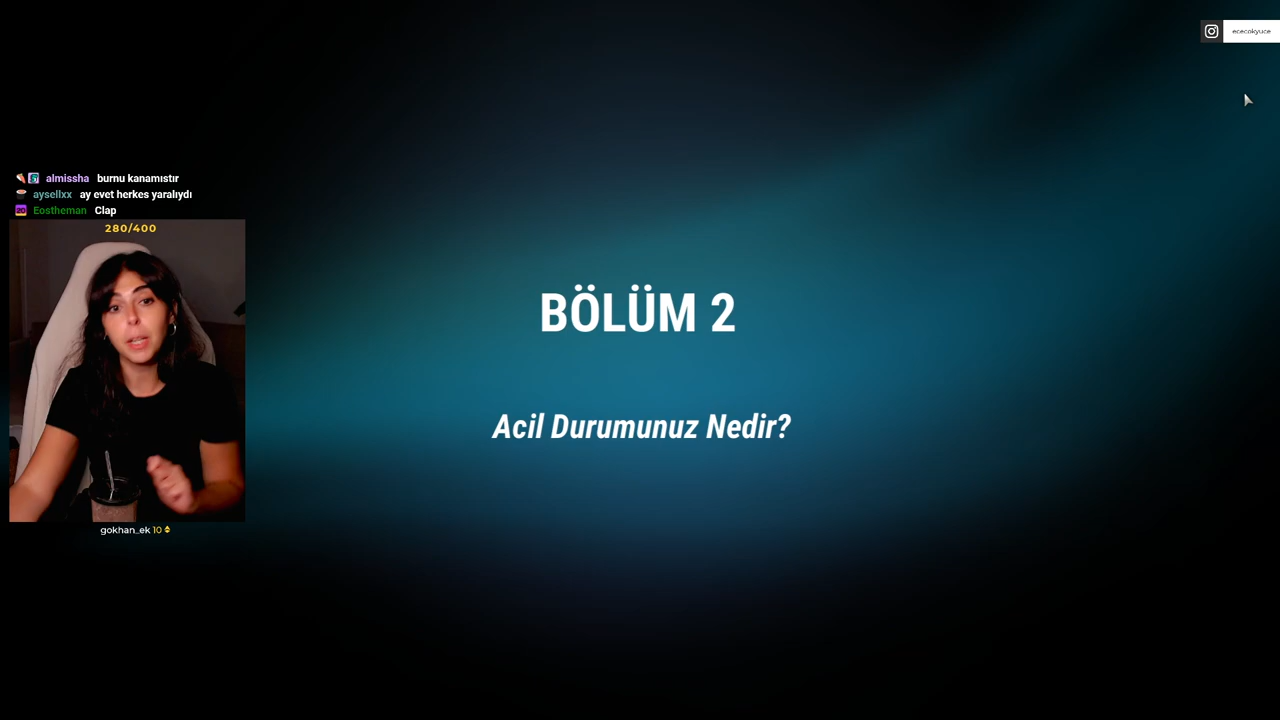 ececokyuce
almissha burnu kanamıstır
aysellxx ay evet herkes yaralıydı
Eostheman Clap
280/400
BÖLÜM 2
Acil Durumunuz Nedir?
gokhan_ek 10